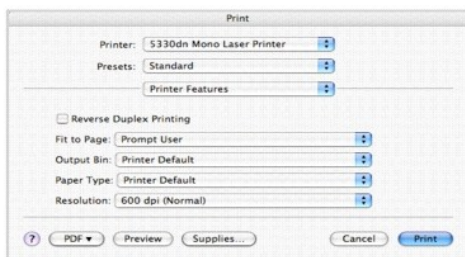 Print
Printer: 5330dn Mono Laser Printer
Presets: Standard
Printer Features
Reverse Duplex Printing
Fit to Page: Prompt User
Output Bin: Printer Default
Paper Type: Printer Default
Resolution: 600 dpi (Normal)
? PDF ▼ Preview Supplies... Cancel Print